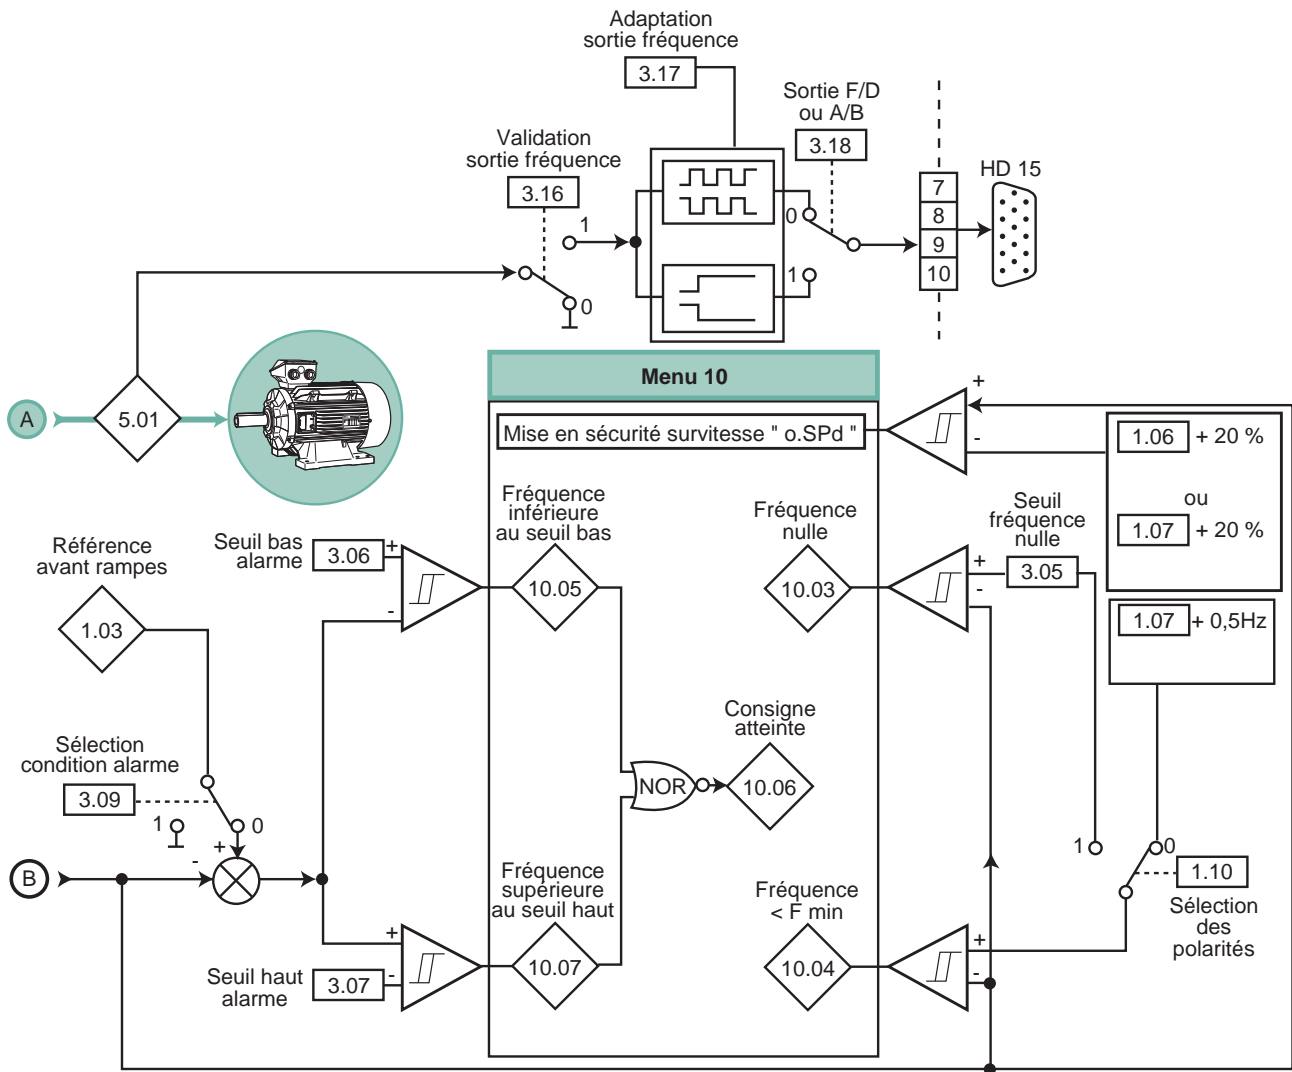 Adaptation
sortie fréquence
3.17
Sortie F/D
ou A/B
3.18
Validation
sortie fréquence
3.16
HD 15
7
8
9
10
1
0
0
1
A
5.01
Menu 10
Mise en sécurité survitesse " o.SPd "
+
-
1.06 + 20 %
ou
1.07 + 20 %
Seuil bas
alarme
3.06
+
-
Fréquence
inférieure
au seuil bas
10.05
Fréquence
nulle
10.03
+
-
Seuil
fréquence
nulle
3.05
1.07 + 0,5Hz
Référence
avant rampes
1.03
Sélection
condition alarme
3.09
1
0
+
-
B
NOR
Consigne
atteinte
10.06
1
0
1.10
Sélection
des
polarités
Fréquence
supérieure
au seuil haut
10.07
Fréquence
< F min
10.04
+
-
+
-
Seuil haut
alarme
3.07